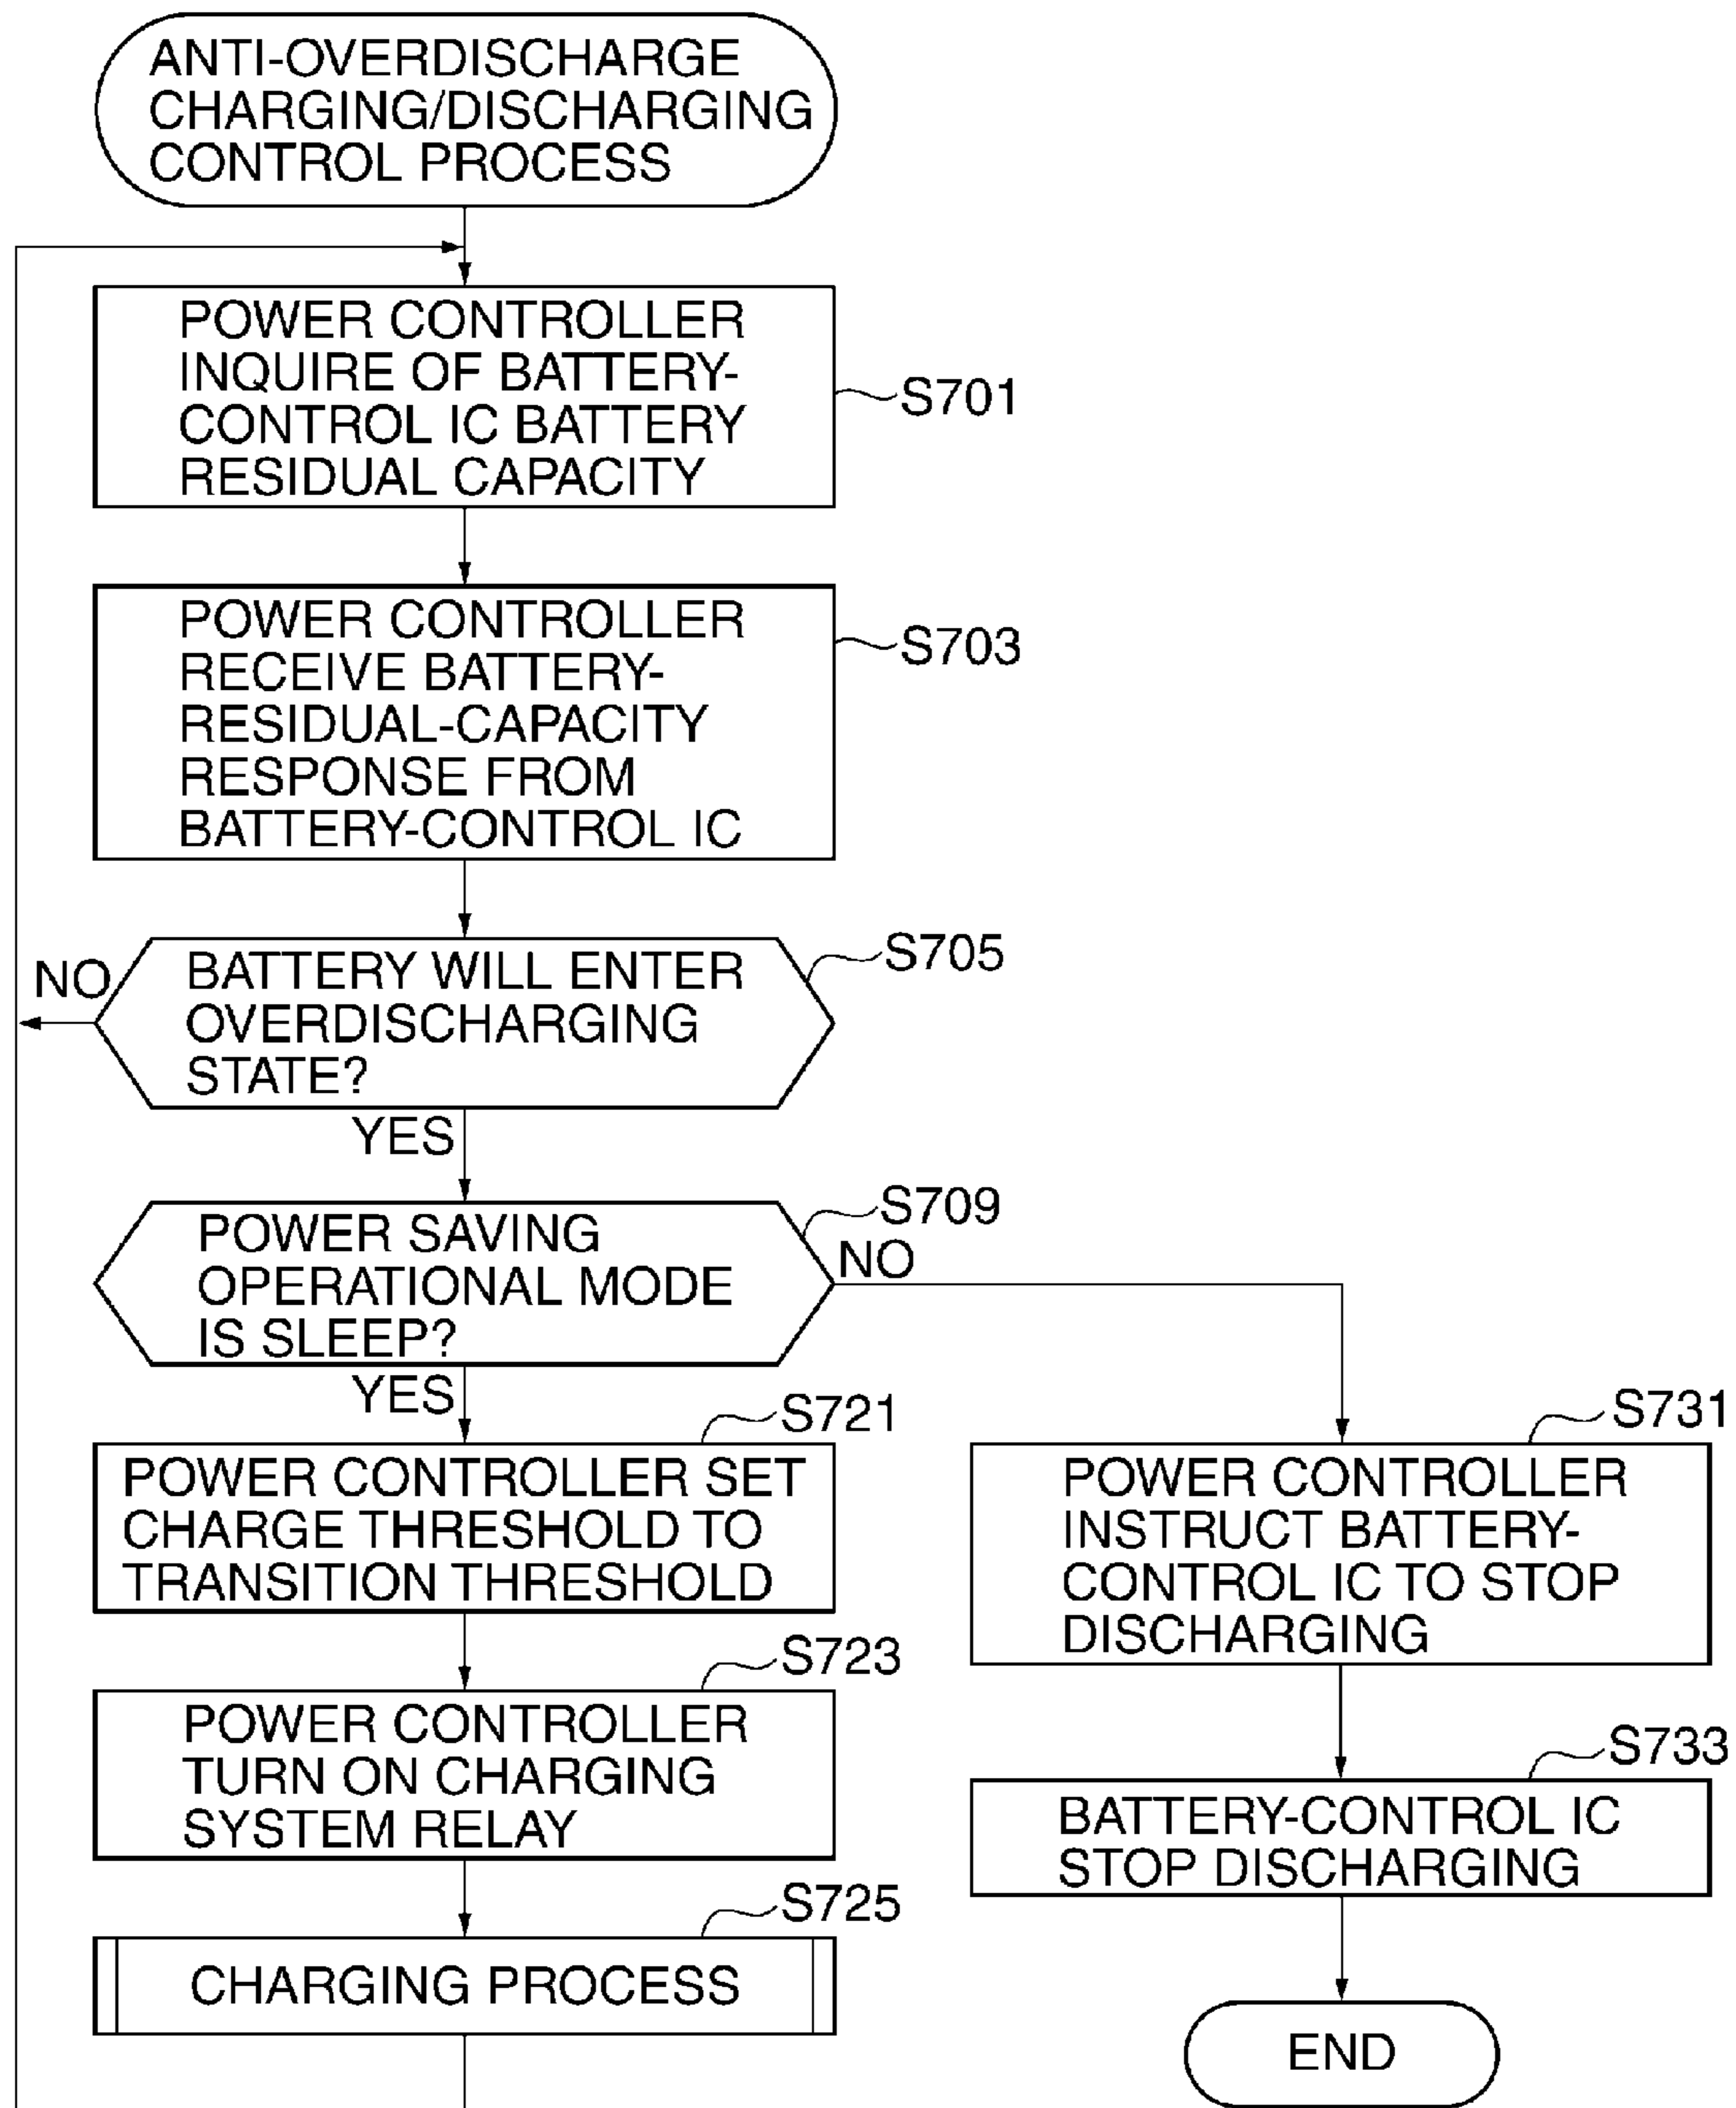 ANTI-OVERDISCHARGE
CHARGING/DISCHARGING
CONTROL PROCESS
POWER CONTROLLER
INQUIRE OF BATTERY-
CONTROL IC BATTERY
RESIDUAL CAPACITY
S701
POWER CONTROLLER
RECEIVE BATTERY-
RESIDUAL-CAPACITY
RESPONSE FROM
BATTERY-CONTROL IC
S703
BATTERY WILL ENTER
OVERDISCHARGING
STATE?
S705
NO
YES
POWER SAVING
OPERATIONAL MODE
IS SLEEP?
S709
NO
YES
S721
POWER CONTROLLER SET
CHARGE THRESHOLD TO
TRANSITION THRESHOLD
S723
POWER CONTROLLER
TURN ON CHARGING
SYSTEM RELAY
S725
CHARGING PROCESS
S731
POWER CONTROLLER
INSTRUCT BATTERY-
CONTROL IC TO STOP
DISCHARGING
S733
BATTERY-CONTROL IC
STOP DISCHARGING
END